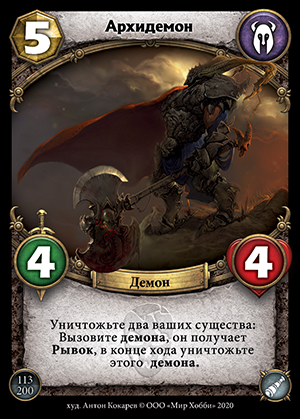 Архидемон
5
4
4
Демон
Уничтожьте два ваших существа:
Вызовите демона, он получает
Рывок, в конце хода уничтожьте
этого демона.
113
200
худ. Антон Кокарев © ООО «Мир Хобби» 2020